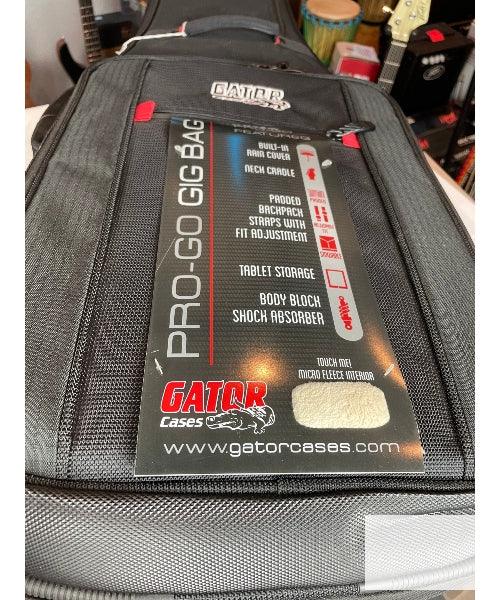 GATOR
PRO-GO GIG BAG
FEATURES
BUILT-IN
RAIN COVER
NECK CRADLE
PADDED
BACKPACK
STRAPS WITH
FIT ADJUSTMENT
TABLET STORAGE
BODY BLOCK
SHOCK ABSORBER
TOUCH ME!
MICRO FLEECE INTERIOR
GATOR
Cases
www.gatorcases.com